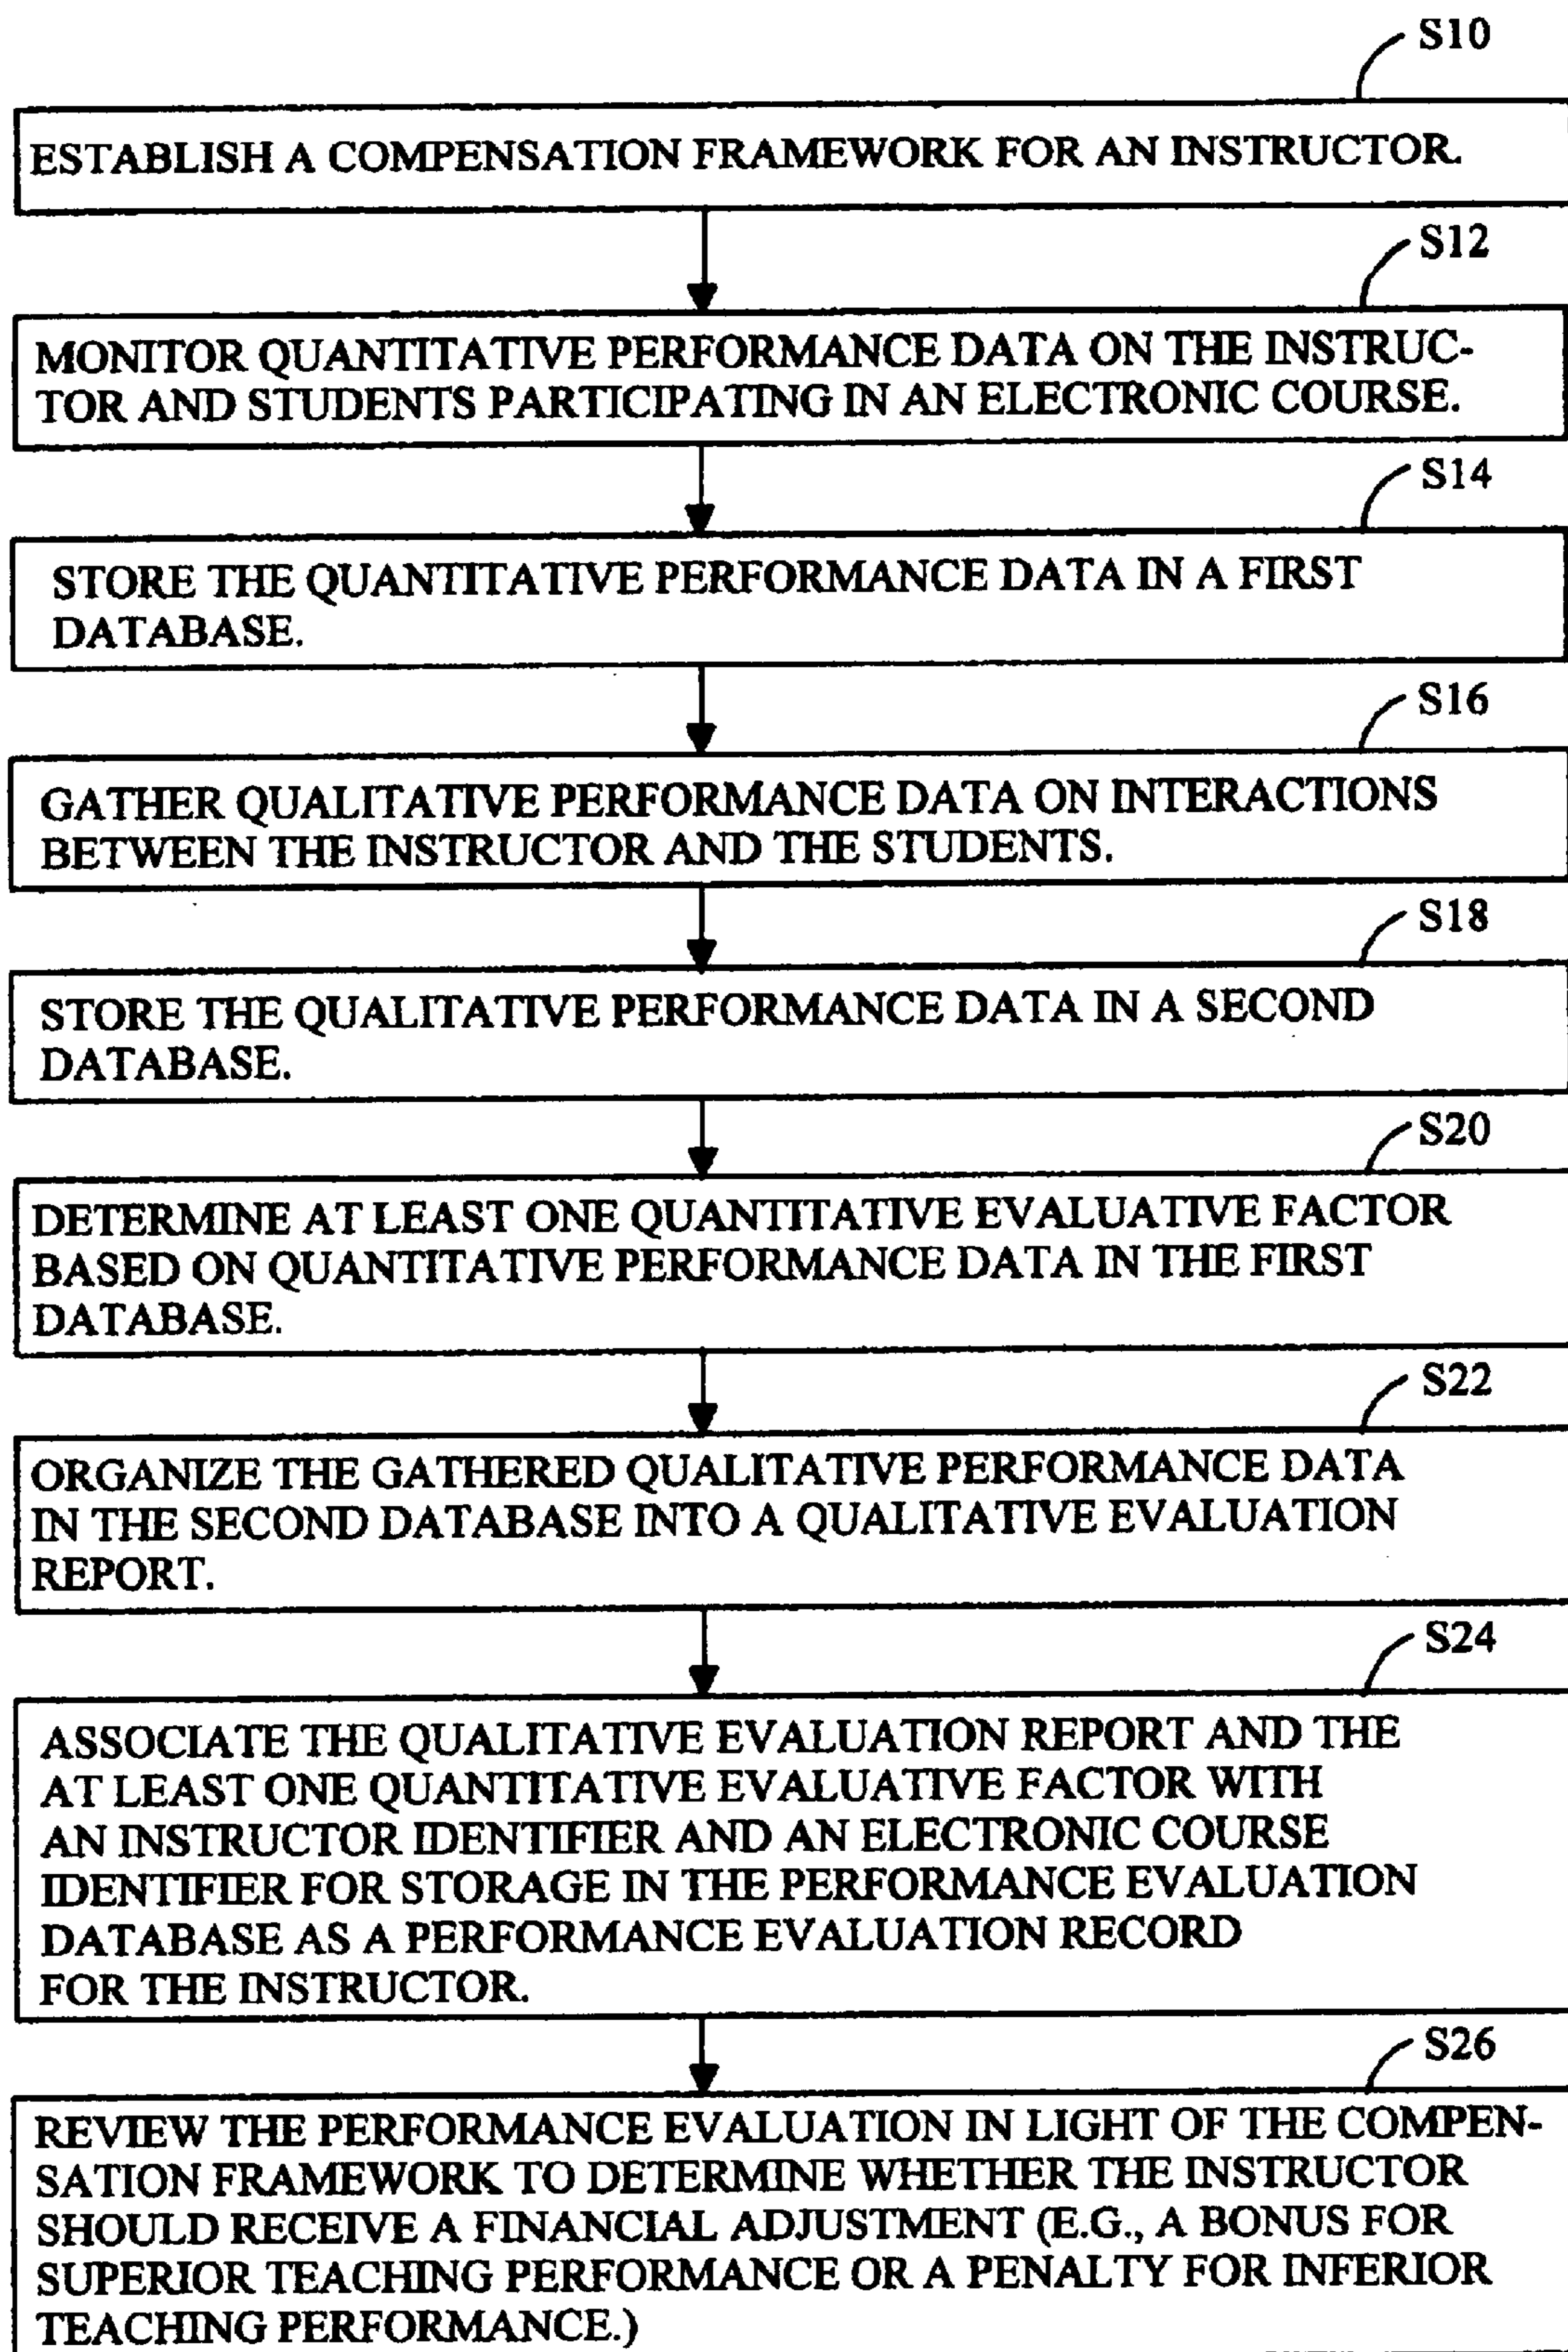 S10
ESTABLISH A COMPENSATION FRAMEWORK FOR AN INSTRUCTOR.
S12
MONITOR QUANTITATIVE PERFORMANCE DATA ON THE INSTRUC-
TOR AND STUDENTS PARTICIPATING IN AN ELECTRONIC COURSE.
S14
STORE THE QUANTITATIVE PERFORMANCE DATA IN A FIRST
DATABASE.
S16
GATHER QUALITATIVE PERFORMANCE DATA ON INTERACTIONS
BETWEEN THE INSTRUCTOR AND THE STUDENTS.
S18
STORE THE QUALITATIVE PERFORMANCE DATA IN A SECOND
DATABASE.
S20
DETERMINE AT LEAST ONE QUANTITATIVE EVALUATIVE FACTOR
BASED ON QUANTITATIVE PERFORMANCE DATA IN THE FIRST
DATABASE.
S22
ORGANIZE THE GATHERED QUALITATIVE PERFORMANCE DATA
IN THE SECOND DATABASE INTO A QUALITATIVE EVALUATION
REPORT.
S24
ASSOCIATE THE QUALITATIVE EVALUATION REPORT AND THE
AT LEAST ONE QUANTITATIVE EVALUATIVE FACTOR WITH
AN INSTRUCTOR IDENTIFIER AND AN ELECTRONIC COURSE
IDENTIFIER FOR STORAGE IN THE PERFORMANCE EVALUATION
DATABASE AS A PERFORMANCE EVALUATION RECORD
FOR THE INSTRUCTOR.
S26
REVIEW THE PERFORMANCE EVALUATION IN LIGHT OF THE COMPEN-
SATION FRAMEWORK TO DETERMINE WHETHER THE INSTRUCTOR
SHOULD RECEIVE A FINANCIAL ADJUSTMENT (E.G., A BONUS FOR
SUPERIOR TEACHING PERFORMANCE OR A PENALTY FOR INFERIOR
TEACHING PERFORMANCE.)